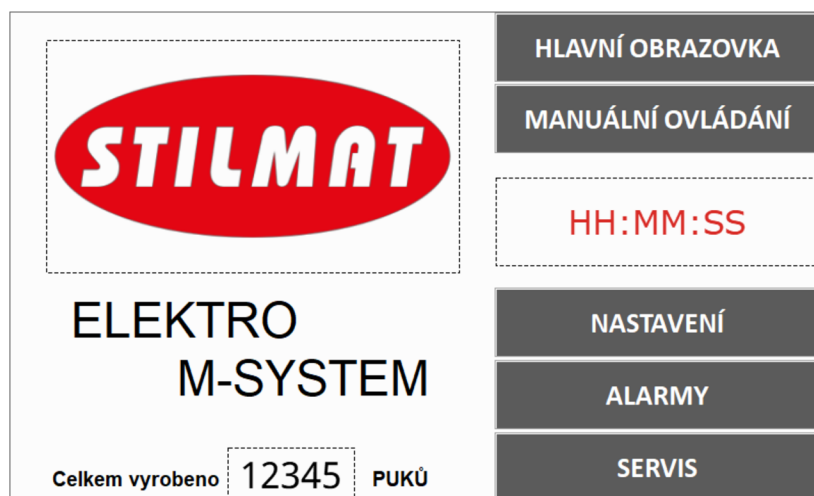 STILMAT
ELEKTRO
M-SYSTEM
Celkem vyrobeno 12345 PUKŮ
HLAVNÍ OBRAZOVKA
MANUÁLNÍ OVLÁDÁNÍ
HH:MM:SS
NASTAVENÍ
ALARMY
SERVIS